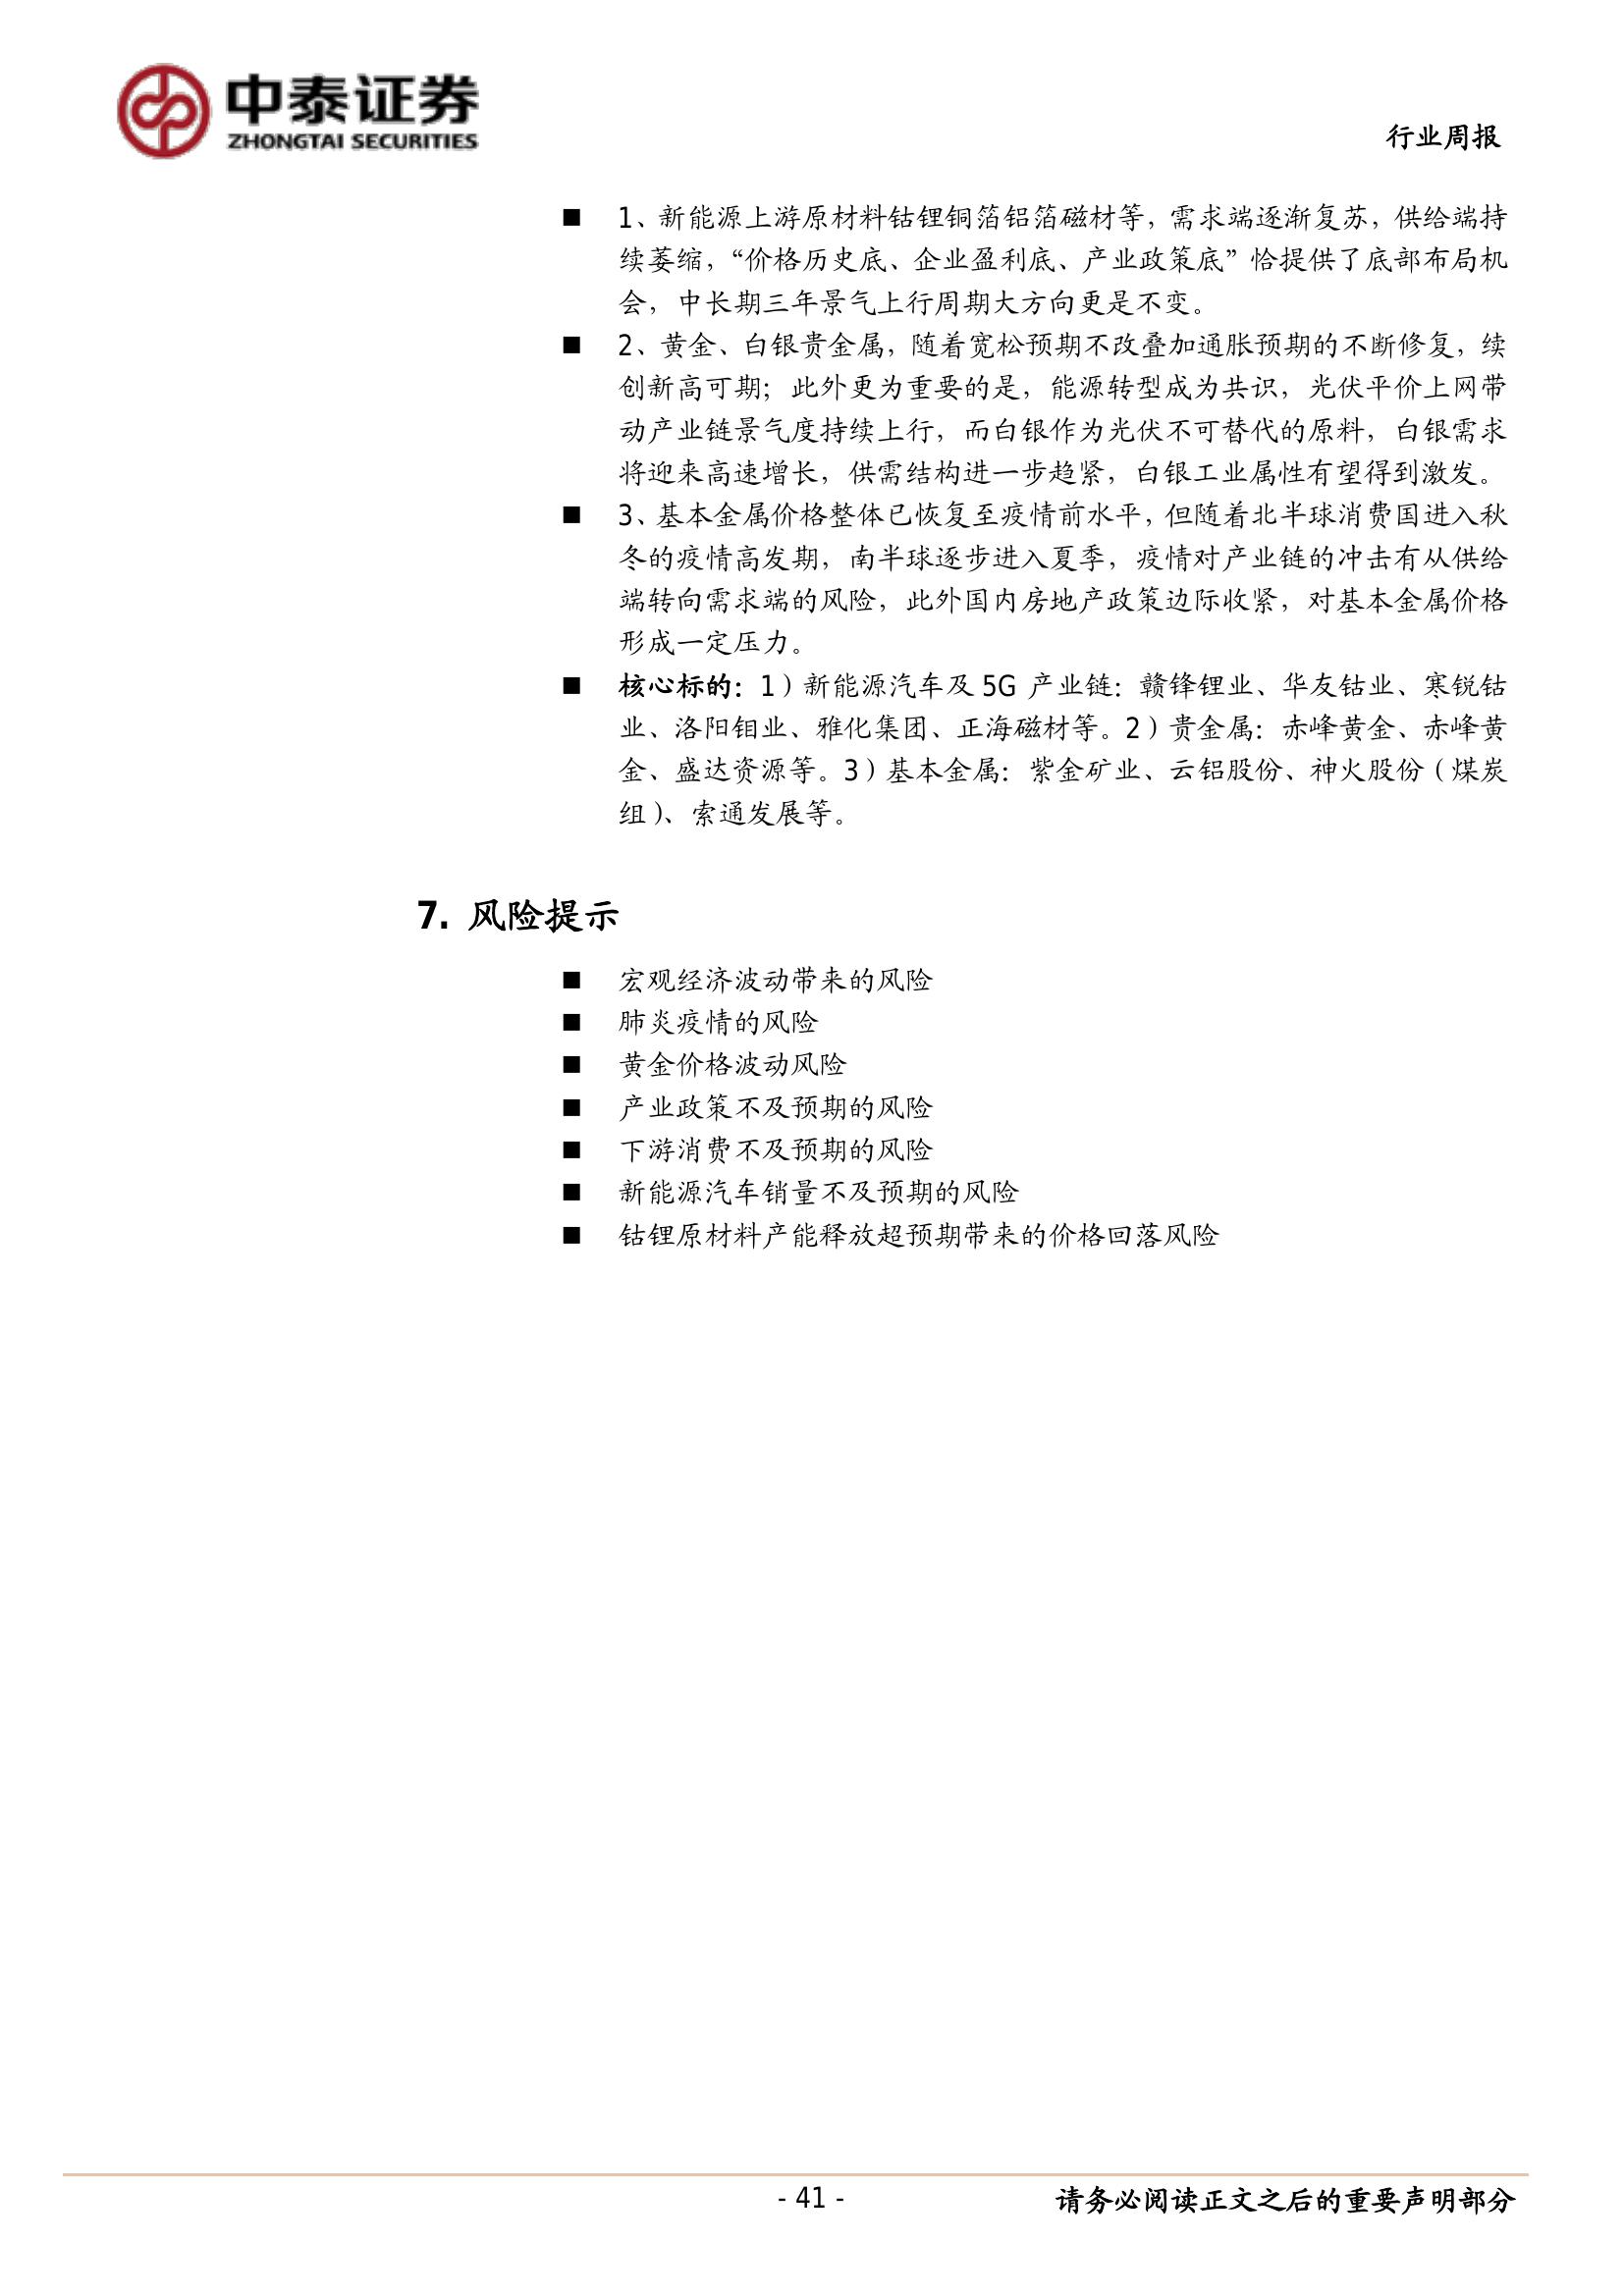 中泰证券
ZHONGTAI SECURITIES
行业周报
■ 1、新能源上游原材料钴锂铜箔铝箔磁材等，需求端逐渐复苏，供给端持
续萎缩，“价格历史底、企业盈利底、产业政策底”恰提供了底部布局机
会，中长期三年景气上行周期大方向更是不变。
■ 2、黄金、白银贵金属，随着宽松预期不改叠加通胀预期的不断修复，续
创新高可期；此外更为重要的是，能源转型成为共识，光伏平价上网带
动产业链景气度持续上行，而白银作为光伏不可替代的原料，白银需求
将迎来高速增长，供需结构进一步趋紧，白银工业属性有望得到激发。
■ 3、基本金属价格整体已恢复至疫情前水平，但随着北半球消费国进入秋
冬的疫情高发期，南半球逐步进入夏季，疫情对产业链的冲击有从供给
端转向需求端的风险，此外国内房地产政策边际收紧，对基本金属价格
形成一定压力。
■ 核心标的：1）新能源汽车及 5G 产业链：赣锋锂业、华友钴业、寒锐钴
业、洛阳钼业、雅化集团、正海磁材等。2）贵金属：赤峰黄金、赤峰黄
金、盛达资源等。3）基本金属：紫金矿业、云铝股份、神火股份（煤炭
组）、索通发展等。
7. 风险提示
■ 宏观经济波动带来的风险
■ 肺炎疫情的风险
■ 黄金价格波动风险
■ 产业政策不及预期的风险
■ 下游消费不及预期的风险
■ 新能源汽车销量不及预期的风险
■ 钴锂原材料产能释放超预期带来的价格回落风险
- 41 -
请务必阅读正文之后的重要声明部分